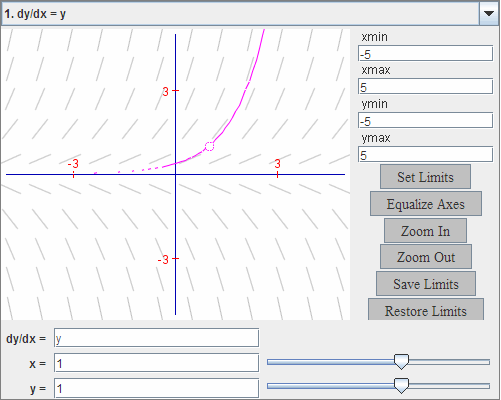 1. dy/dx = y
xmin
-5
xmax
5
ymin
-5
ymax
5
Set Limits
Equalize Axes
Zoom In
Zoom Out
Save Limits
Restore Limits
3
-3
3
-3
dy/dx = y
x = 1
y = 1